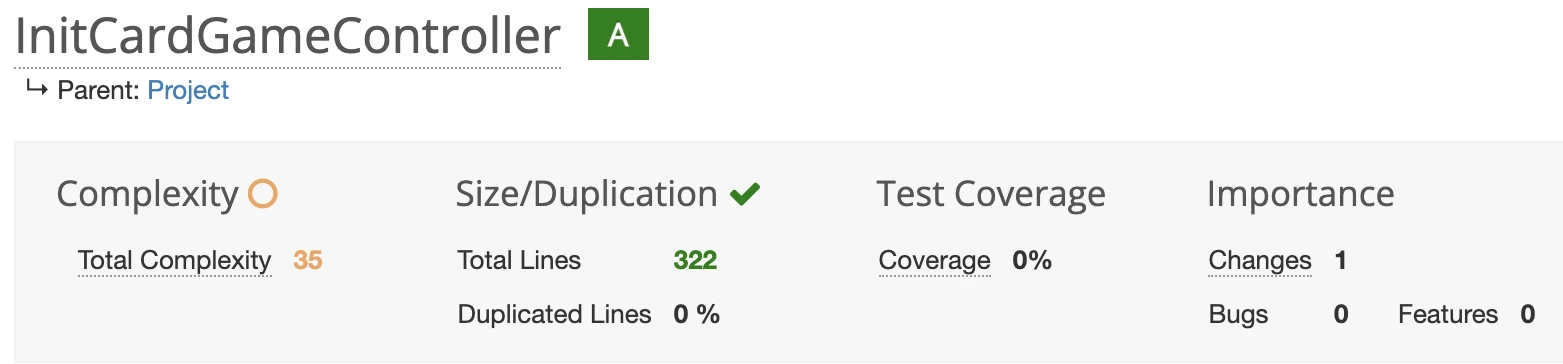 InitCardGameController A
Parent: Project
Complexity Size/Duplication Test Coverage Importance
Total Complexity 35 Total Lines 322 Coverage 0% Changes 1
Duplicated Lines 0 % Bugs 0 Features 0